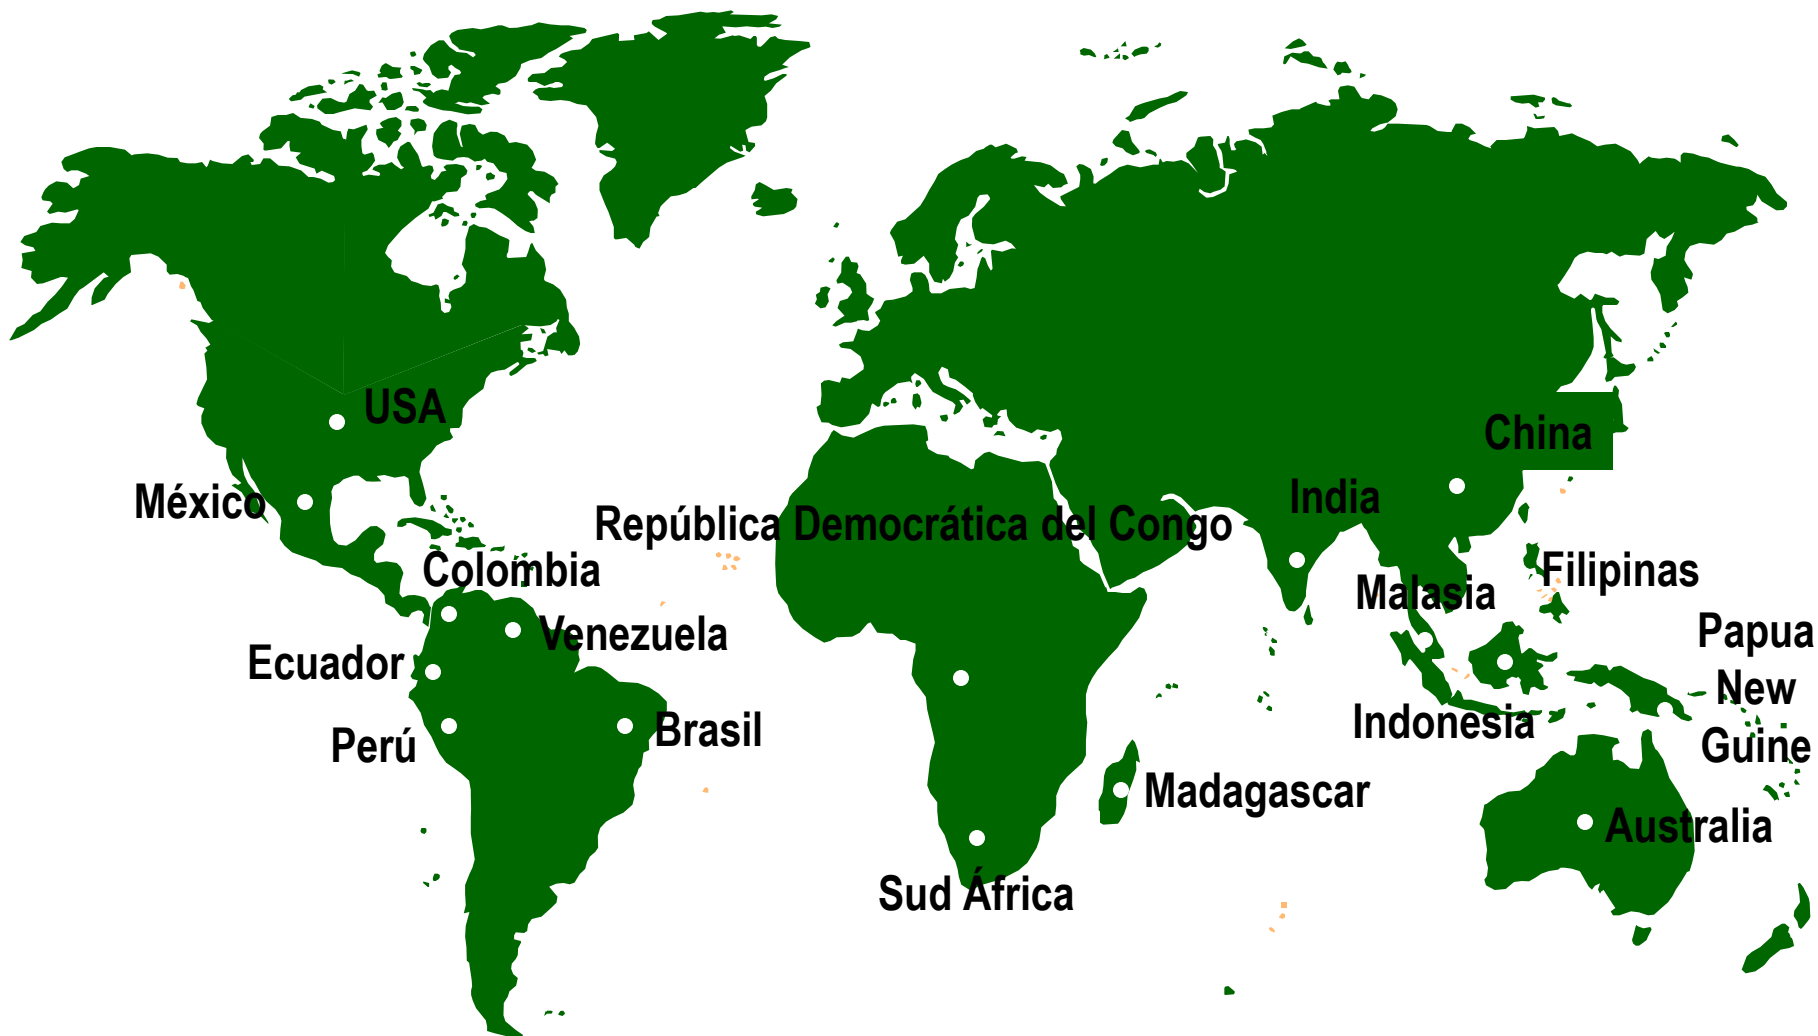 USA
China
India
México
República Democrática del Congo
Colombia
Filipinas
Malasia
Venezuela
Papua
New
Guine
Ecuador
Indonesia
Brasil
Perú
Madagascar
Australia
Sud África